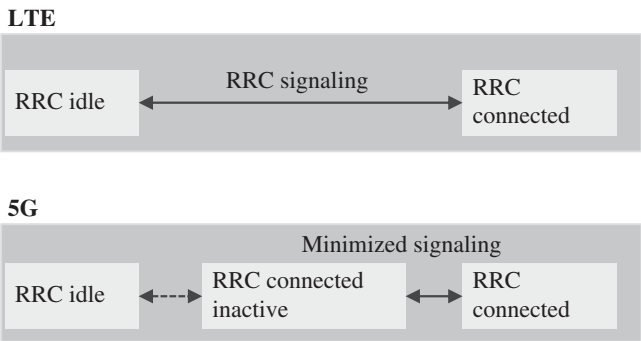 LTE
RRC signaling
RRC idle
RRC
connected
5G
Minimized signaling
RRC idle
RRC connected
inactive
RRC
connected